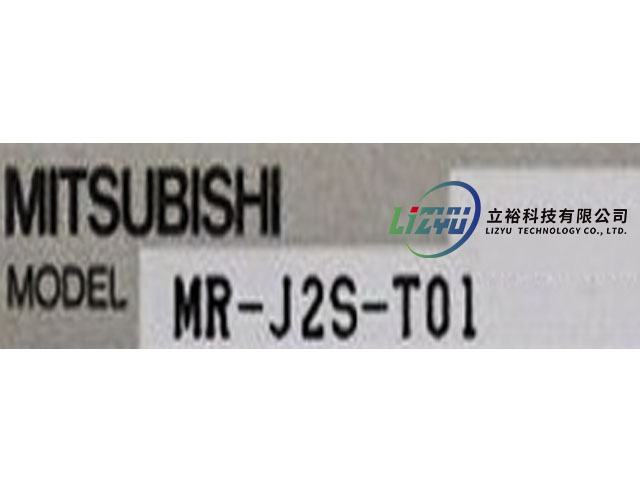 MITSUBISHI
LIZYU 立裕科技有限公司
LIZYU TECHNOLOGY CO., LTD.
MODEL MR-J2S-T01